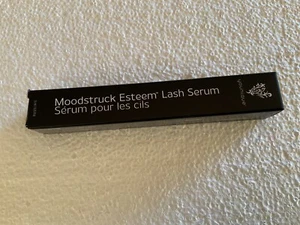 Moodstruck Esteem® Lash Serum
Sérum pour les cils